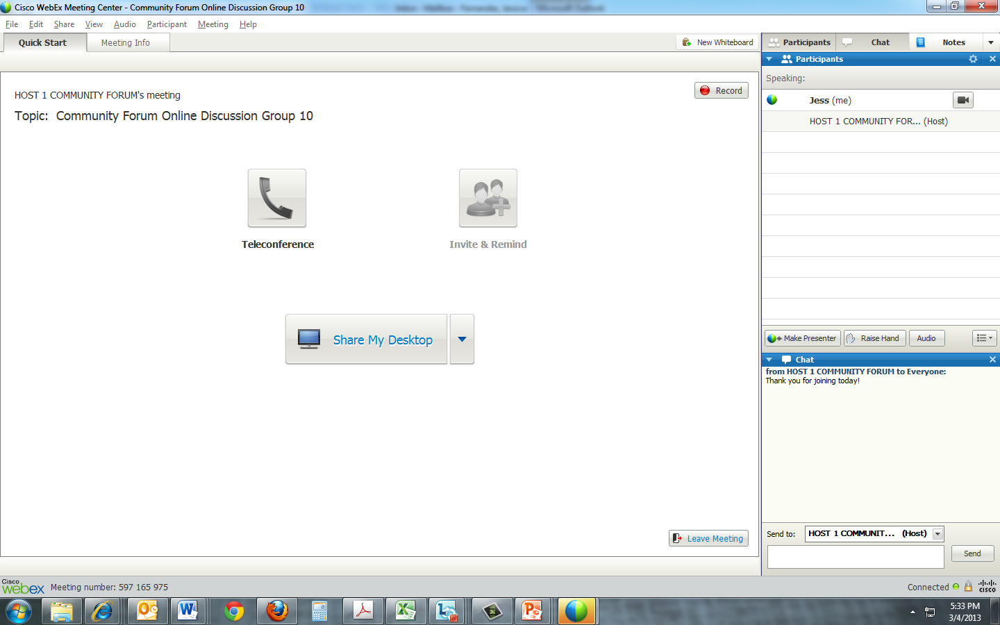 Cisco WebEx Meeting Center - Community Forum Online Discussion Group 10
File Edit Share View Audio Participant Meeting Help
Quick Start Meeting Info New Whiteboard
HOST 1 COMMUNITY FORUM's meeting
Record
Topic: Community Forum Online Discussion Group 10
Teleconference
Invite & Remind
Share My Desktop
Leave Meeting
Participants Chat Notes
Participants
Speaking:
Jess (me)
HOST 1 COMMUNITY FOR... (Host)
Make Presenter Raise Hand Audio
Chat
from HOST 1 COMMUNITY FORUM to Everyone:
Thank you for joining today!
Send to: HOST 1 COMMUNIT... (Host)
Send
Cisco
webex Meeting number: 597 165 975
Connected
CISCO
5:33 PM
3/4/2013